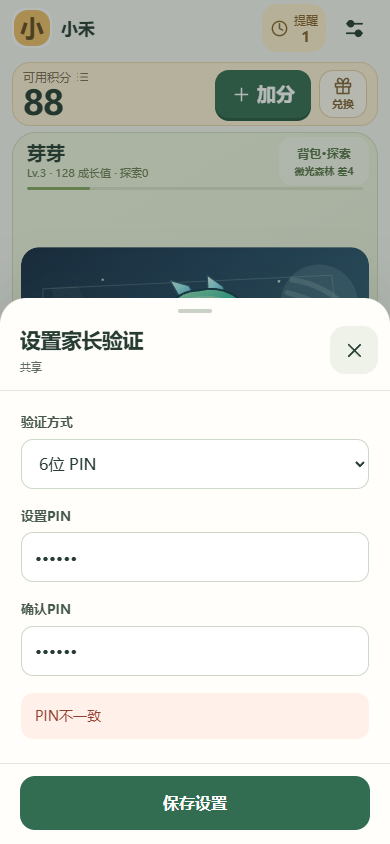 小 小禾
提醒
1
可用积分
88
加分
兑换
芽芽
Lv.3 · 128 成长值 · 探索0
背包•探索
微光森林 差4
设置家长验证
共享
验证方式
6位 PIN
设置PIN
••••••
确认PIN
••••••
PIN不一致
保存设置